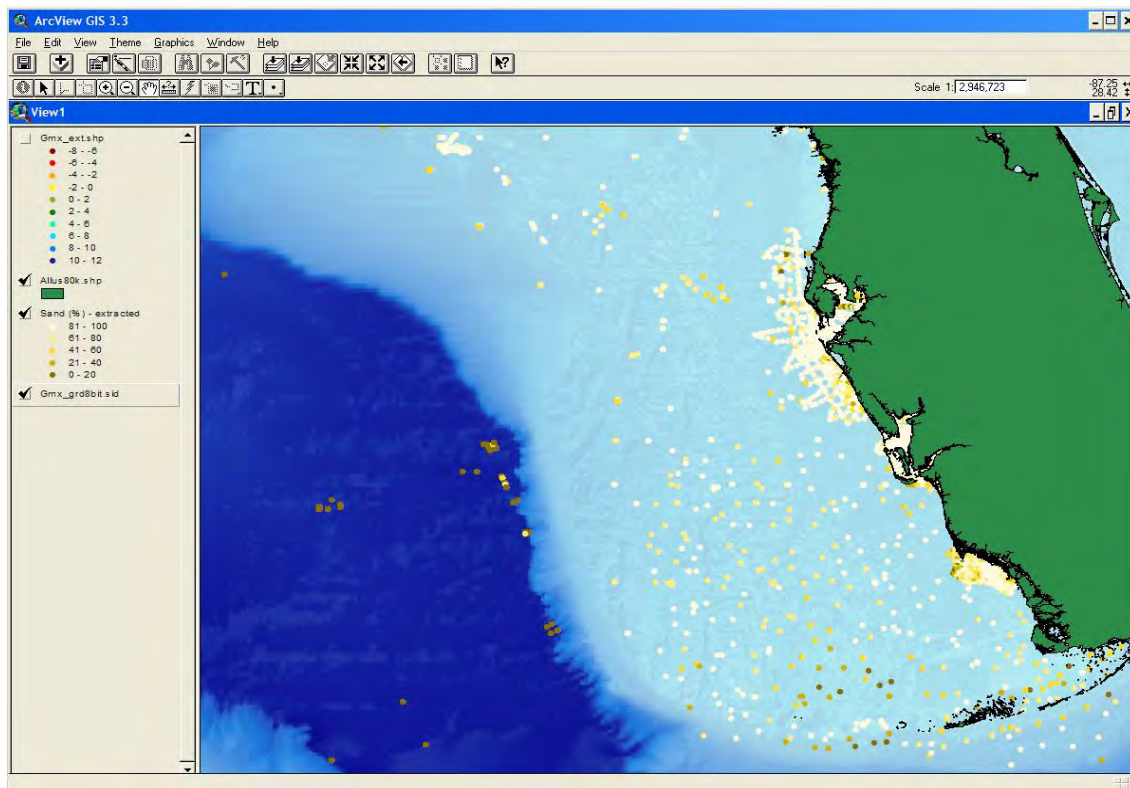 ArcView GIS 3.3
File Edit View Theme Graphics Window Help
Scale 1: 2,946,723
-87.25
28.42
View1
Gmx_ext.shp
-8 - -6
-6 - -4
-4 - -2
-2 - 0
0 - 2
2 - 4
4 - 6
6 - 8
8 - 10
10 - 12
Allus80k.shp
Sand (%) - extracted
81 - 100
61 - 80
41 - 60
21 - 40
0 - 20
Gmx_grd8bit.sid